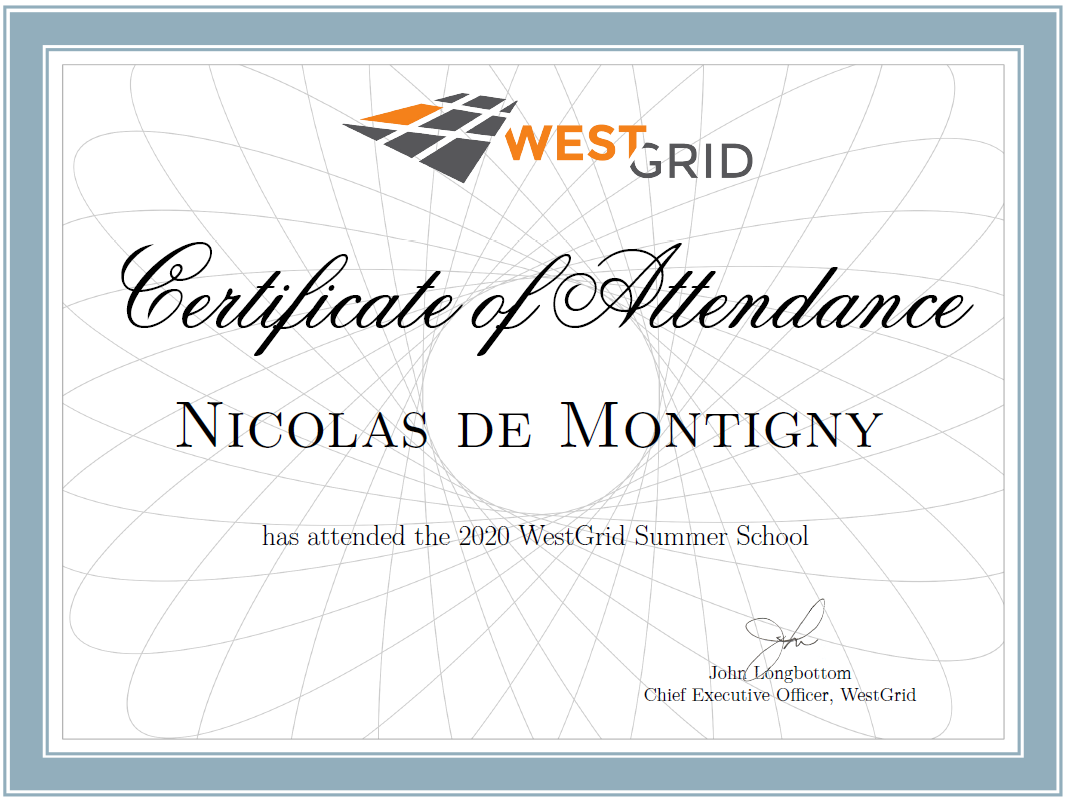 WESTGRID
Certificate of Attendance
Nicolas de Montigny
has attended the 2020 WestGrid Summer School
John Longbottom
Chief Executive Officer, WestGrid